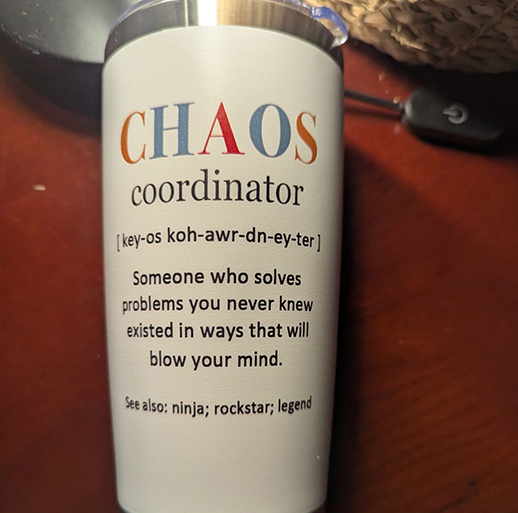 CHAOS
coordinator
[ key-os koh-awr-dn-ey-ter ]
Someone who solves
problems you never knew
existed in ways that will
blow your mind.
See also: ninja; rockstar; legend